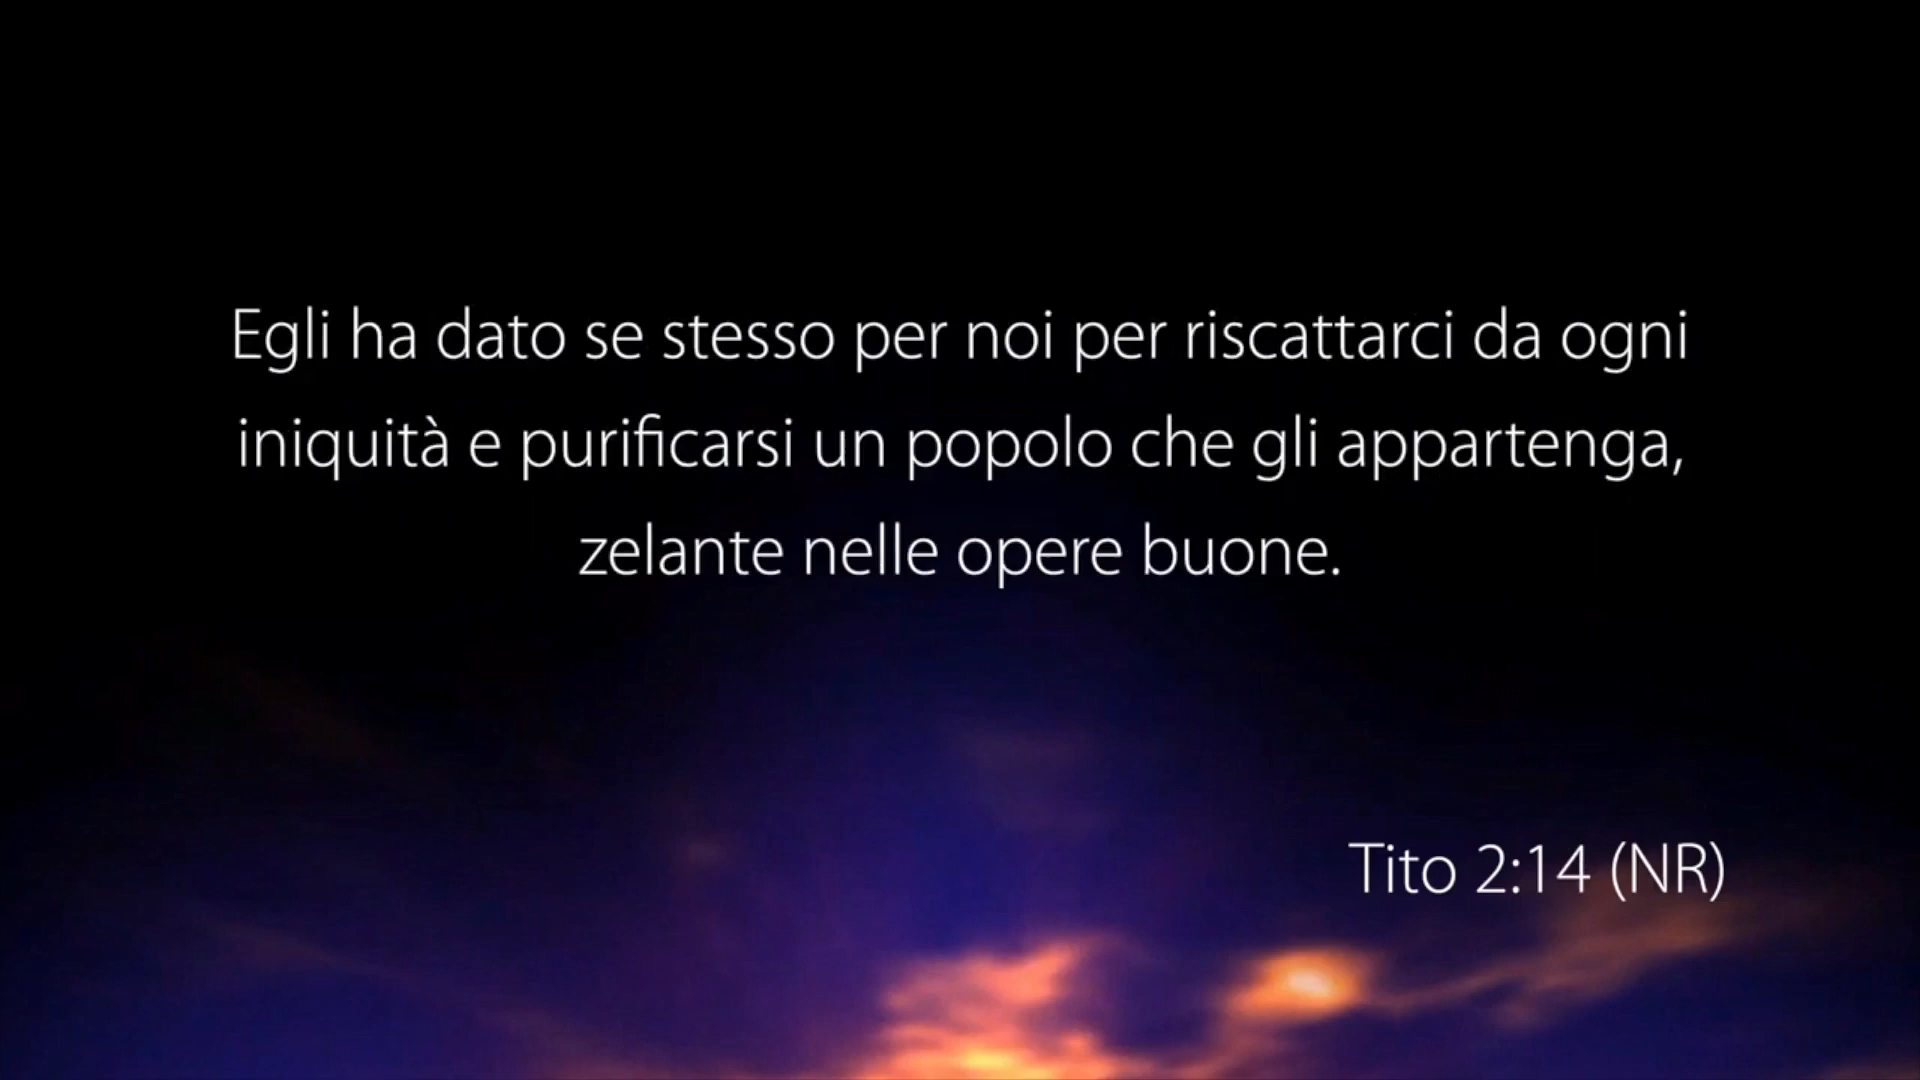 Egli ha dato se stesso per noi per riscattarci da ogni
iniquità e purificarsi un popolo che gli appartenga,
zelante nelle opere buone.
Tito 2:14 (NR)